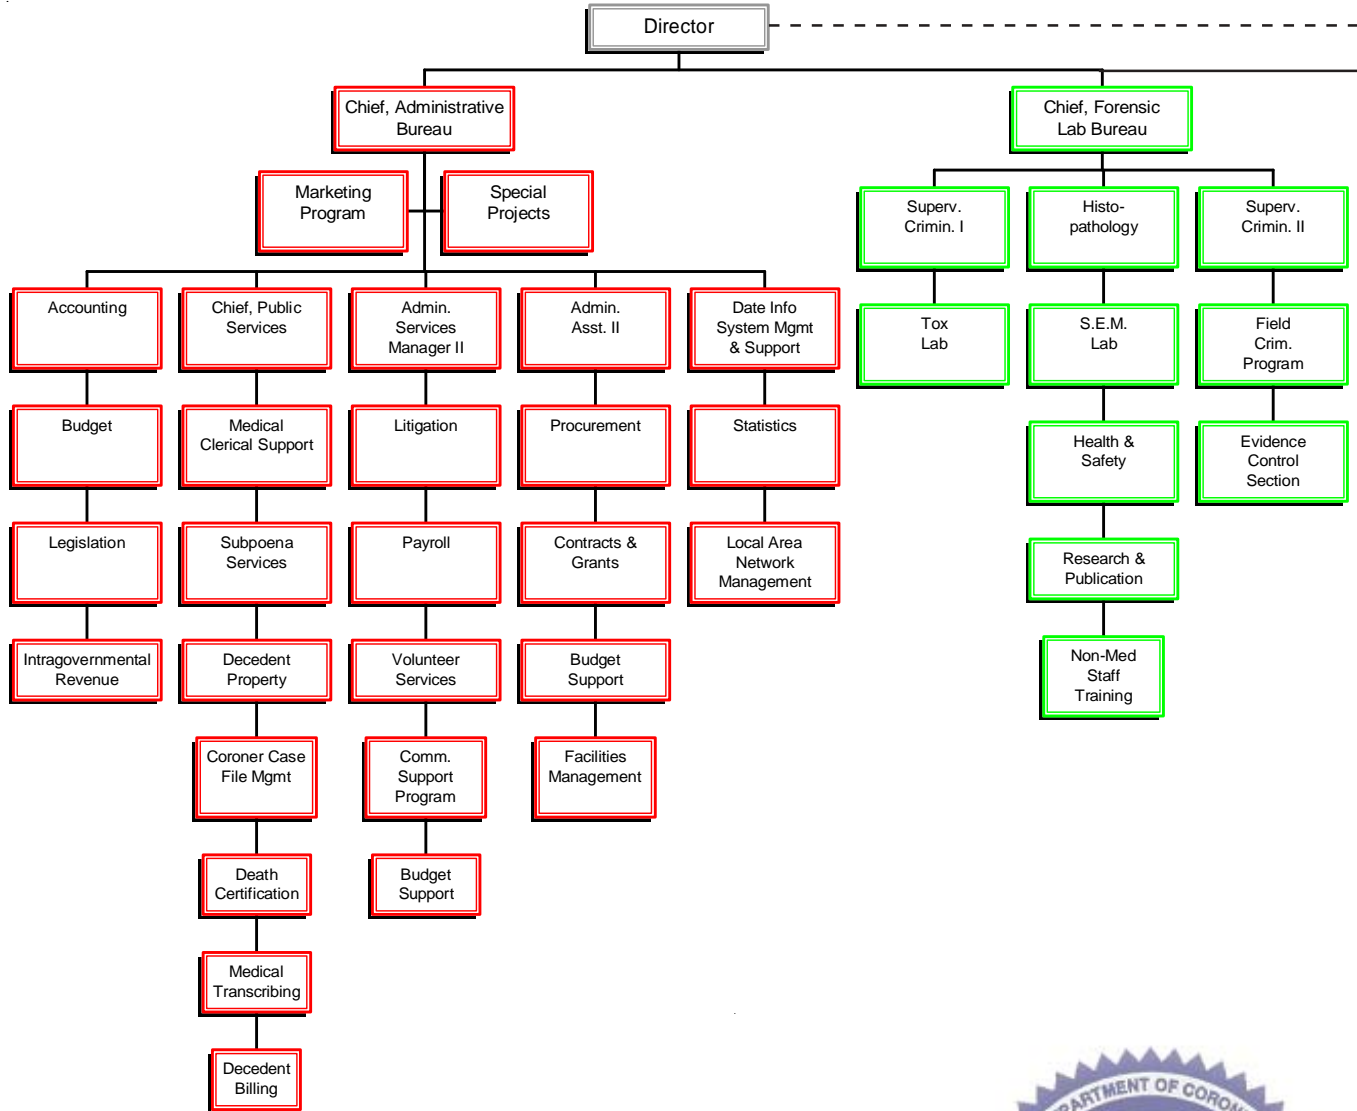 Director
Chief, Administrative
Bureau
Chief, Forensic
Lab Bureau
Marketing
Program
Special
Projects
Superv.
Crimin. I
Histo-
pathology
Superv.
Crimin. II
Accounting
Chief, Public
Services
Admin.
Services
Manager II
Admin.
Asst. II
Date Info
System Mgmt
& Support
Tox
Lab
S.E.M.
Lab
Field
Crim.
Program
Budget
Medical
Clerical Support
Litigation
Procurement
Statistics
Health &
Safety
Evidence
Control
Section
Legislation
Subpoena
Services
Payroll
Contracts &
Grants
Local Area
Network
Management
Research &
Publication
Intragovernmental
Revenue
Decedent
Property
Volunteer
Services
Budget
Support
Non-Med
Staff
Training
Coroner Case
File Mgmt
Comm.
Support
Program
Facilities
Management
Death
Certification
Budget
Support
Medical
Transcribing
Decedent
Billing
OF